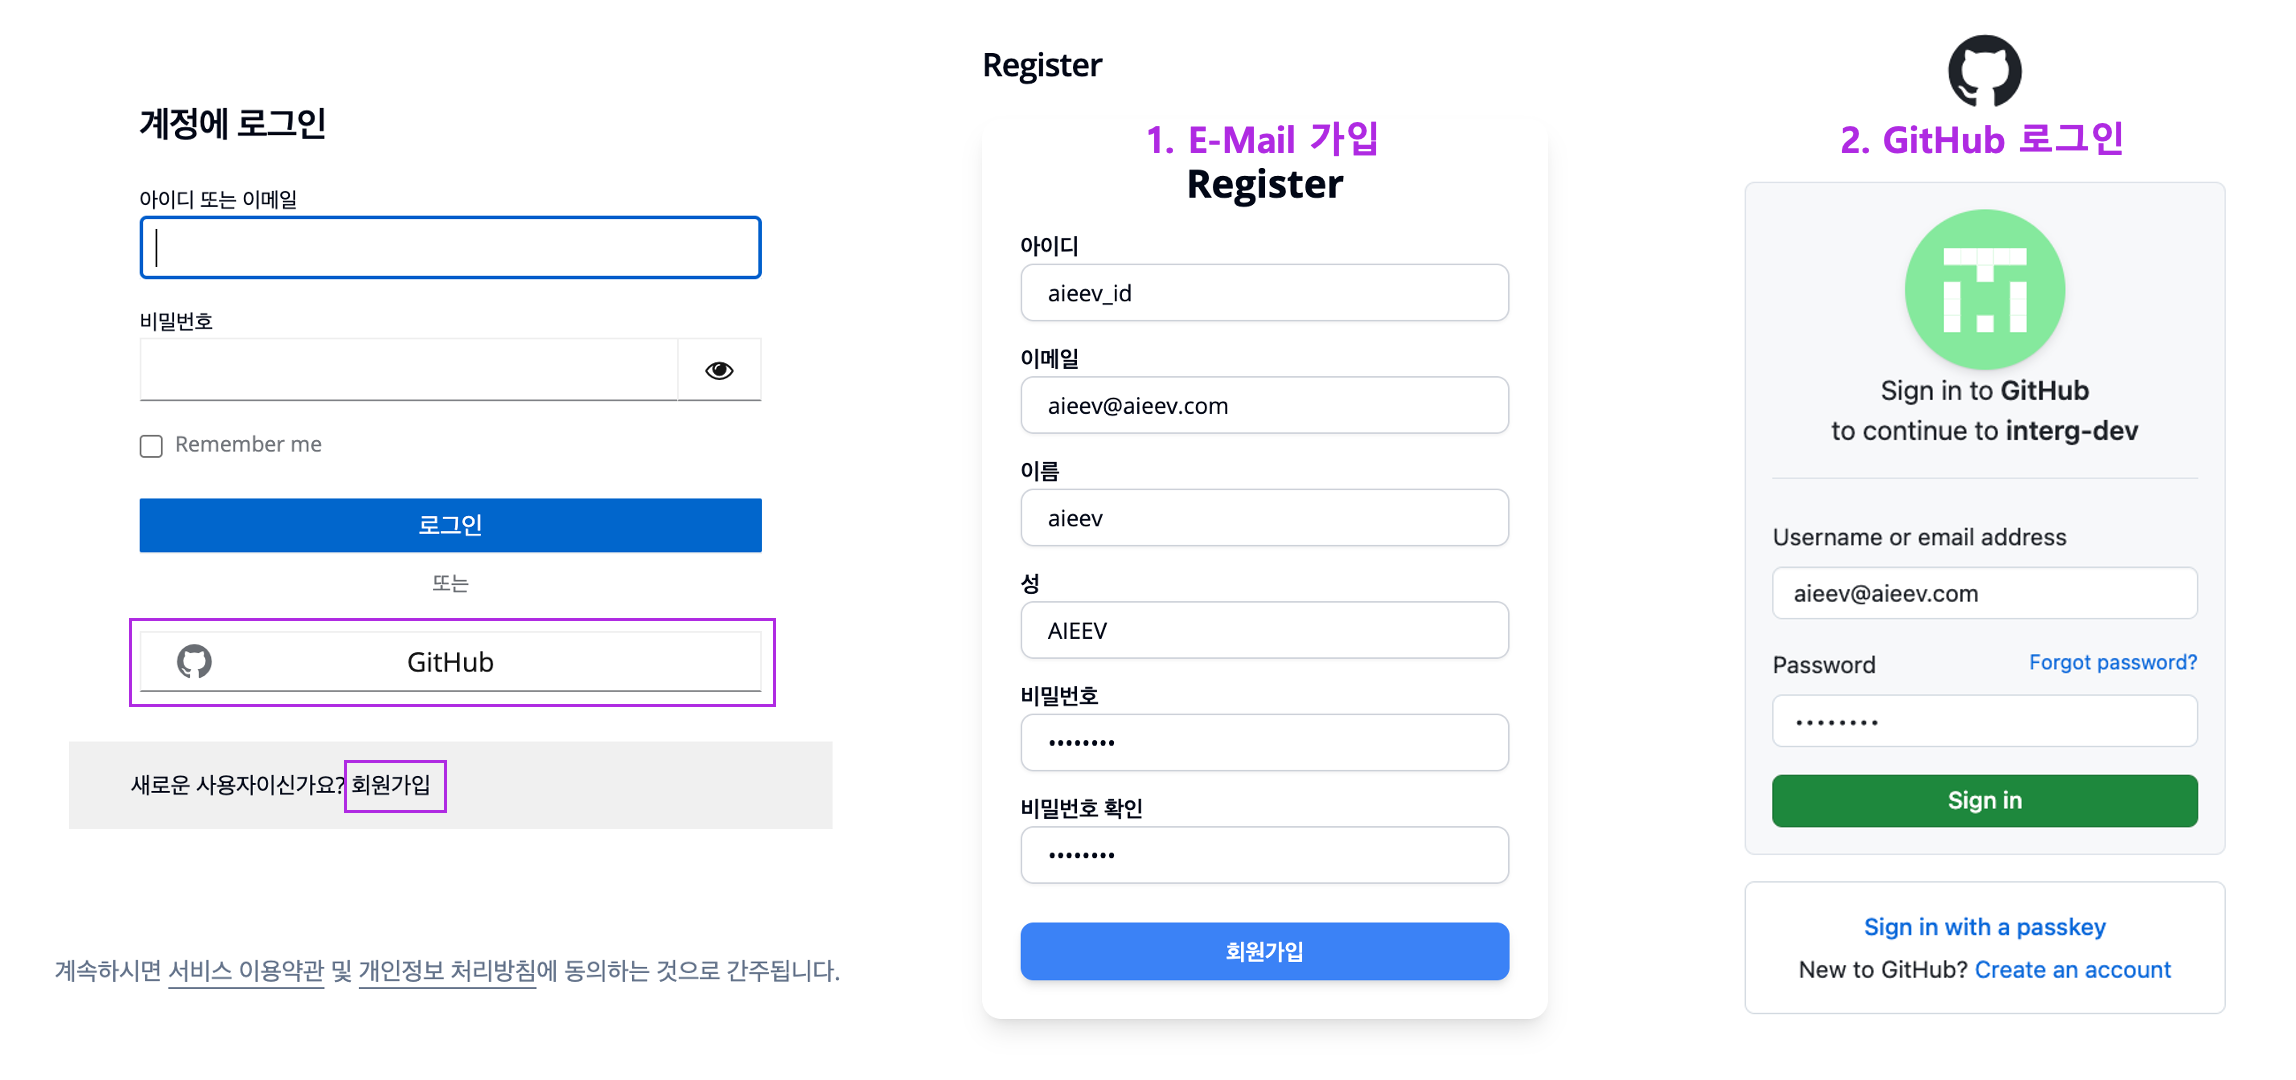 계정에 로그인
아이디 또는 이메일
비밀번호
Remember me
로그인
또는
GitHub
새로운 사용자이신가요? 회원가입
계속하시면 서비스 이용약관 및 개인정보 처리방침에 동의하는 것으로 간주됩니다.
Register
1. E-Mail 가입
Register
아이디
aieev_id
이메일
aieev@aieev.com
이름
aieev
성
AIEEV
비밀번호
••••••••
비밀번호 확인
••••••••
회원가입
2. GitHub 로그인
Sign in to GitHub
to continue to interg-dev
Username or email address
aieev@aieev.com
Password Forgot password?
••••••••
Sign in
Sign in with a passkey
New to GitHub? Create an account